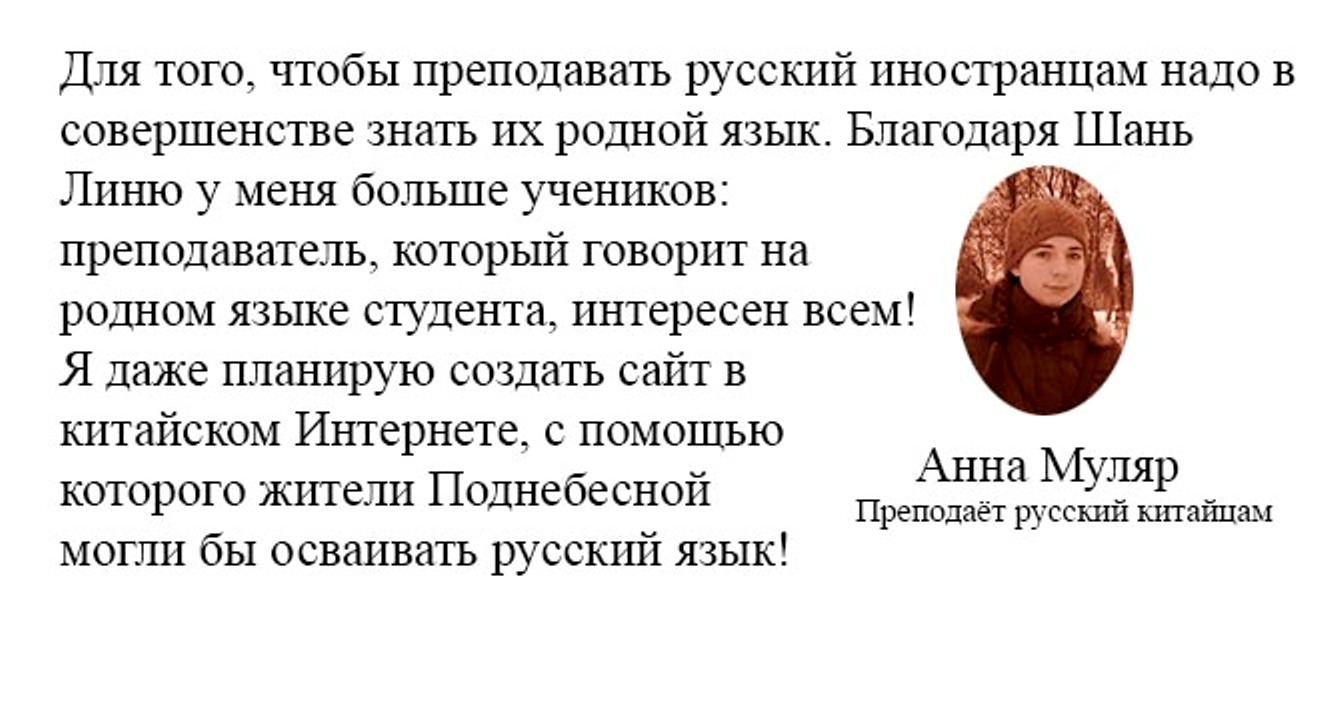 Для того, чтобы преподавать русский иностранцам надо в
совершенстве знать их родной язык. Благодаря Шань
Линю у меня больше учеников:
преподаватель, который говорит на
родном языке студента, интересен всем!
Я даже планирую создать сайт в
китайском Интернете, с помощью
которого жители Поднебесной
могли бы осваивать русский язык!
Анна Муляр
Преподаёт русский китайцам